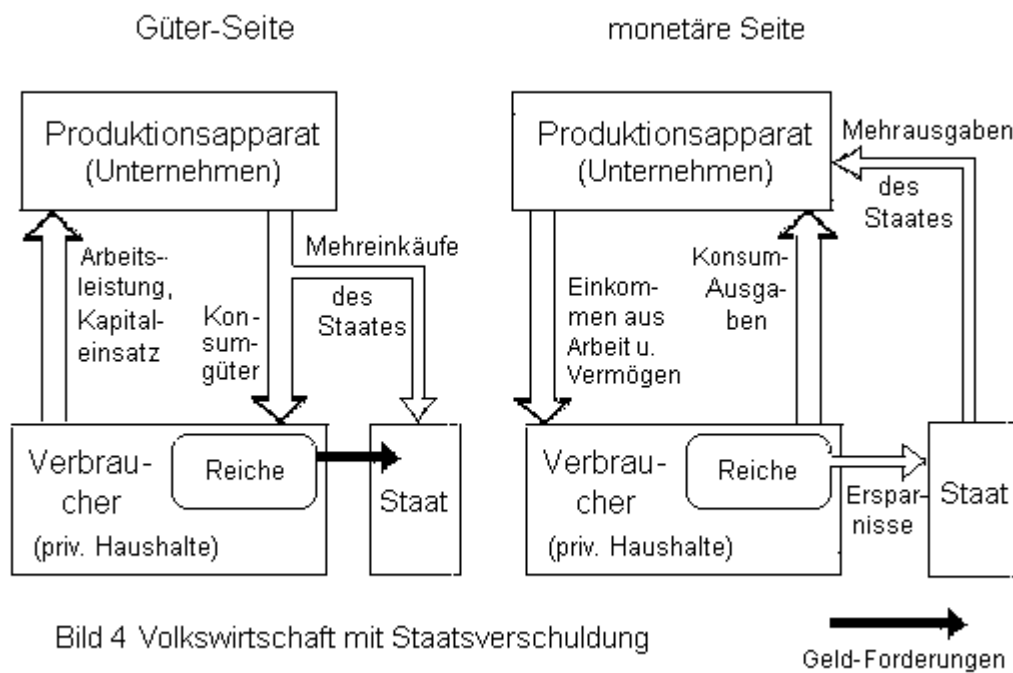 Güter-Seite
Produktionsapparat
(Unternehmen)
Arbeits-
leistung,
Kapital-
einsatz
Kon-
sum-
güter
Mehreinkäufe
des
Staates
Verbrau-
cher
(priv. Haushalte)
Reiche
Staat
monetäre Seite
Produktionsapparat
(Unternehmen)
Mehrausgaben
des
Staates
Einkom-
men aus
Arbeit u.
Vermögen
Konsum-
Ausga-
ben
Verbrau-
cher
(priv. Haushalte)
Reiche
Erspar-
nisse
Staat
Bild 4 Volkswirtschaft mit Staatsverschuldung
Geld-Forderungen